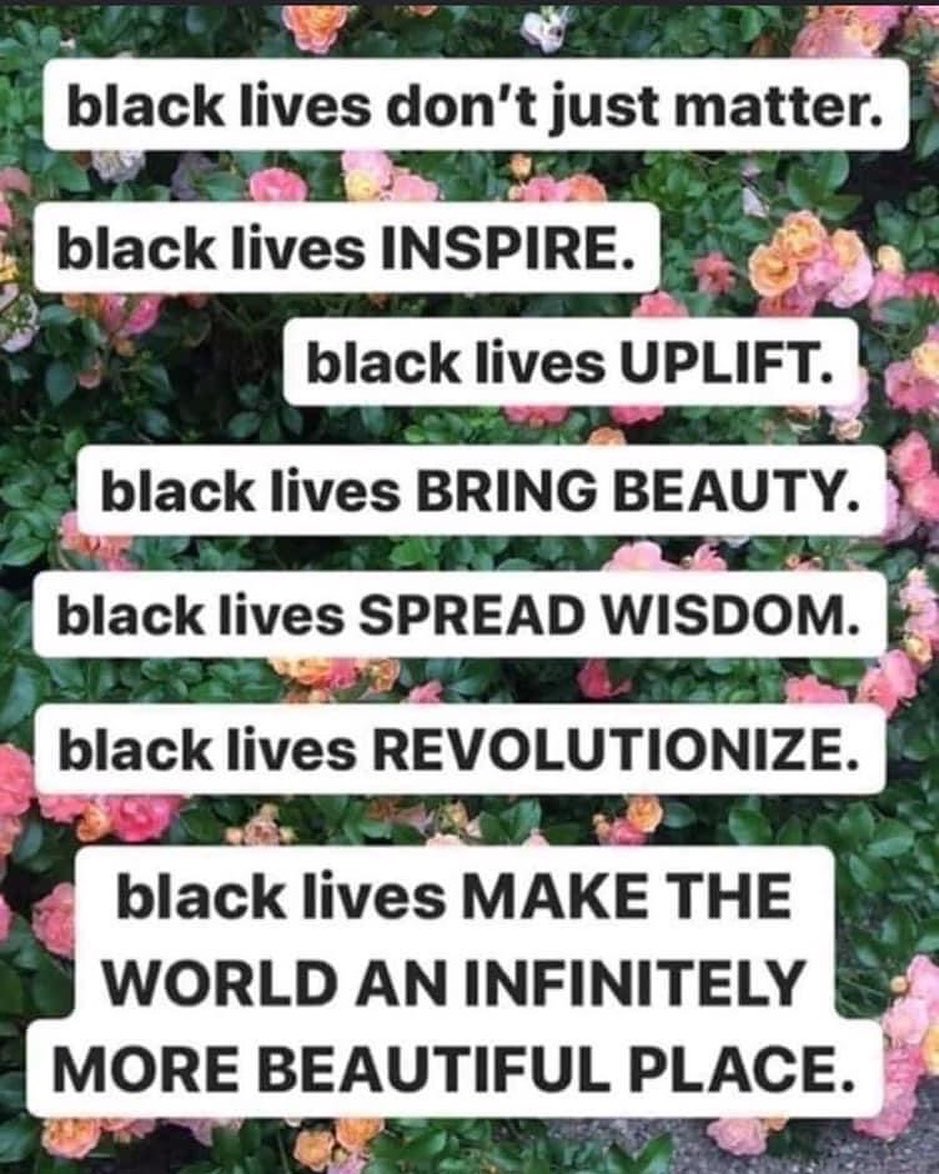 black lives don't just matter.
black lives INSPIRE.
black lives UPLIFT.
black lives BRING BEAUTY.
black lives SPREAD WISDOM.
black lives REVOLUTIONIZE.
black lives MAKE THE
WORLD AN INFINITELY
MORE BEAUTIFUL PLACE.